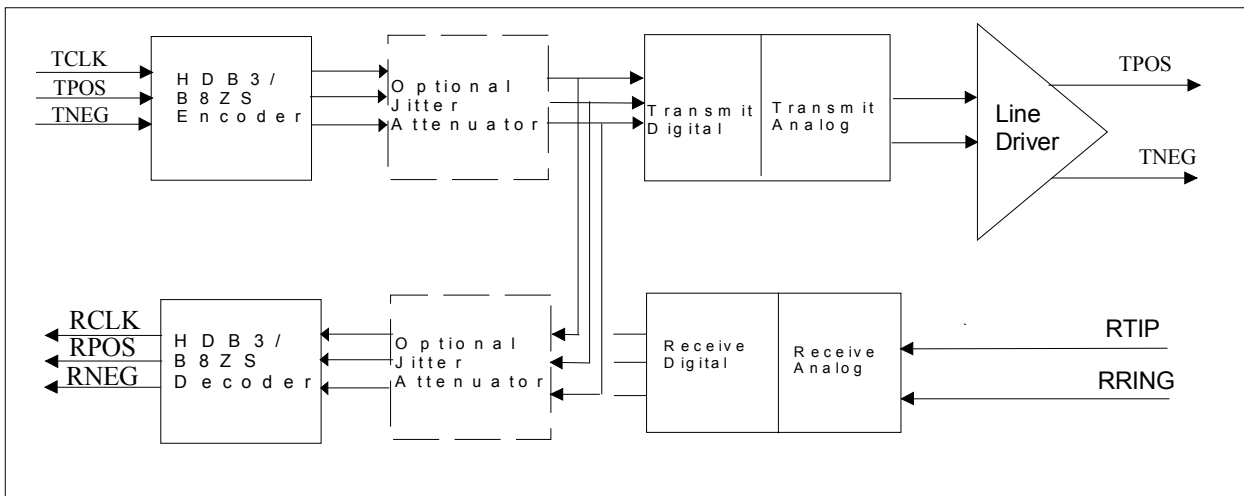 TCLK
TPOS
TNEG
HDB3/
B8ZS
Encoder
Optional
Jitter
Attenuator
Transmit
Digital
Transmit
Analog
Line
Driver
TPOS
TNEG
RCLK
RPOS
RNEG
HDB3/
B8ZS
Decoder
Optional
Jitter
Attenuator
Receive
Digital
Receive
Analog
RTIP
RRING